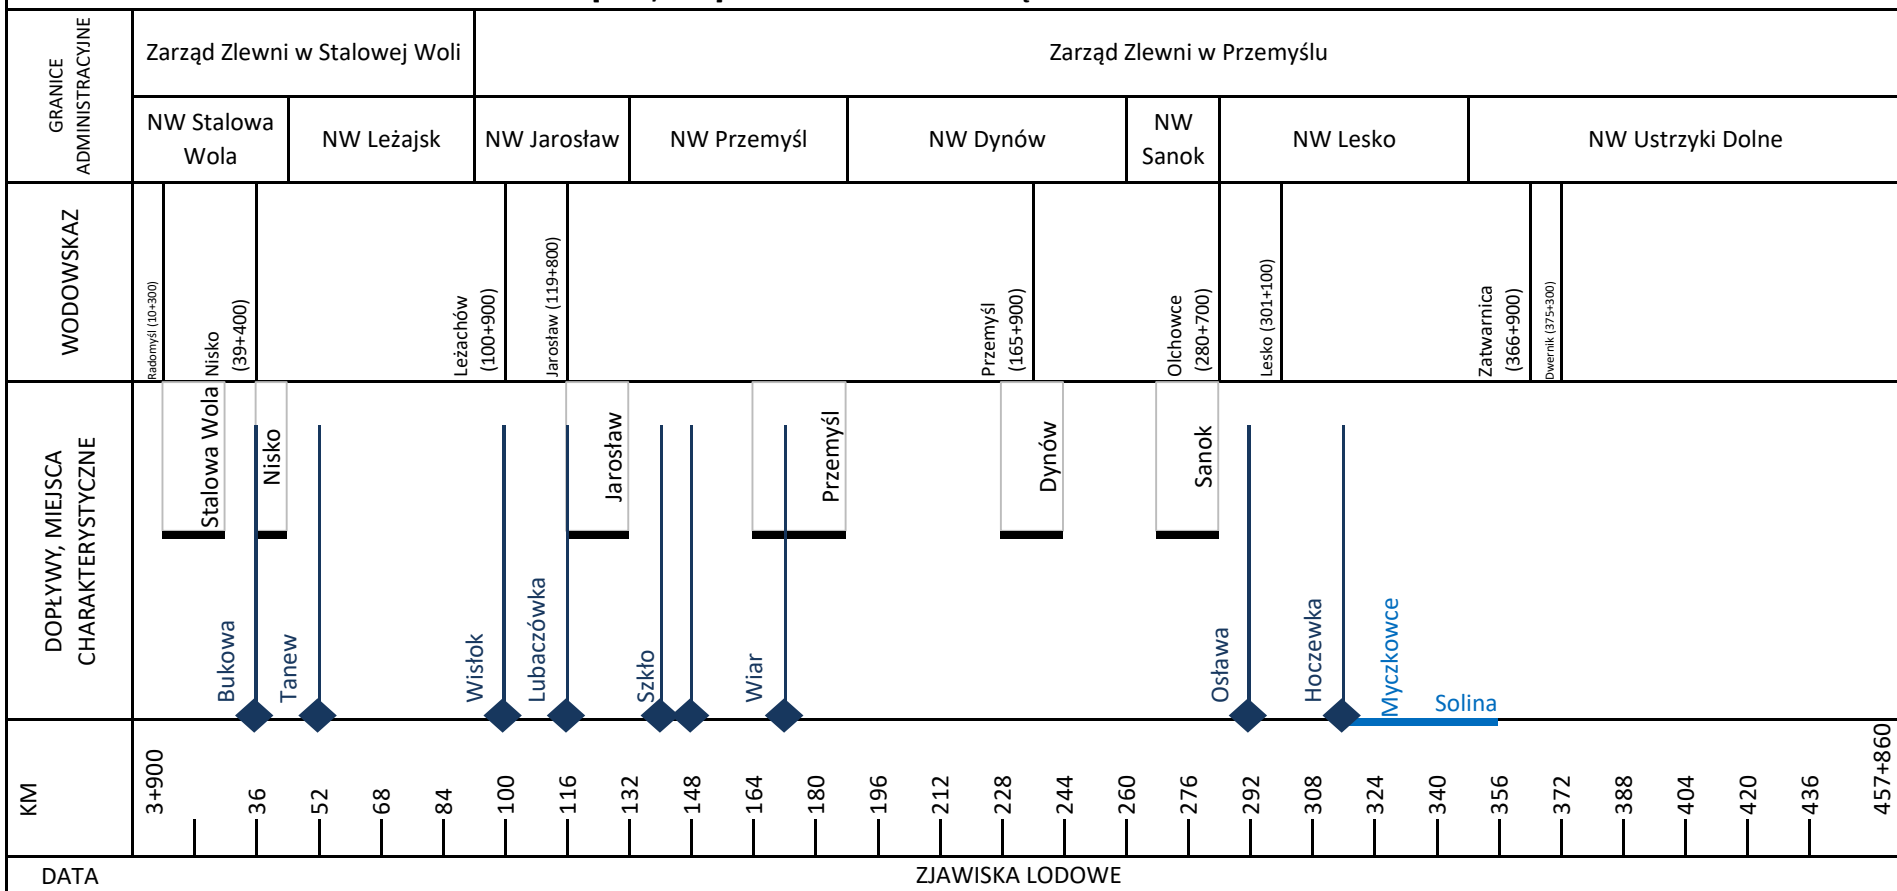 GRANICE
ADMINISTRACYJNE
Zarząd Zlewni w Stalowej Woli
Zarząd Zlewni w Przemyślu
NW Stalowa
Wola
NW Leżajsk
NW Jarosław
NW Przemyśl
NW Dynów
NW
Sanok
NW Lesko
NW Ustrzyki Dolne
WODOWSKAZ
Radomyśl (10+300)
Nisko
(39+400)
Leżachów
(100+900)
Jarosław (119+800)
Przemyśl
(165+900)
Olchowce
(280+700)
Lesko (301+100)
Zatwarnica
(366+900)
Dwernik (375+300)
DOPŁYWY, MIEJSCA
CHARAKTERYSTYCZNE
Stalowa Wola
Nisko
Jarosław
Przemyśl
Dynów
Sanok
Bukowa
Tanew
Wisłok
Lubaczówka
Szkło
Wiar
Osława
Hoczewka
Myczkowce
Solina
KM
3+900
36
52
68
84
100
116
132
148
164
180
196
212
228
244
260
276
292
308
324
340
356
372
388
404
420
436
457+860
DATA
ZJAWISKA LODOWE